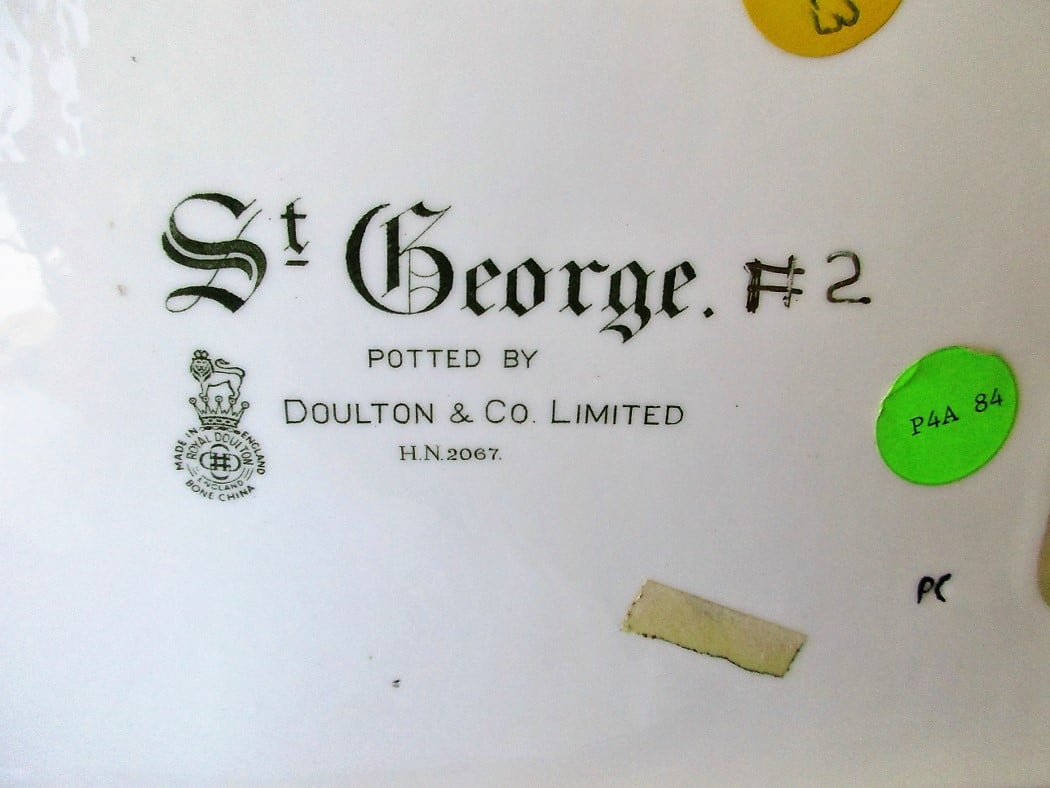 St George. #2
POTTED BY
DOULTON & CO. LIMITED
H.N.2067.
MADE IN ENGLAND
ROYAL DOULTON
ENGLAND
BONE CHINA
P4A 84
PC